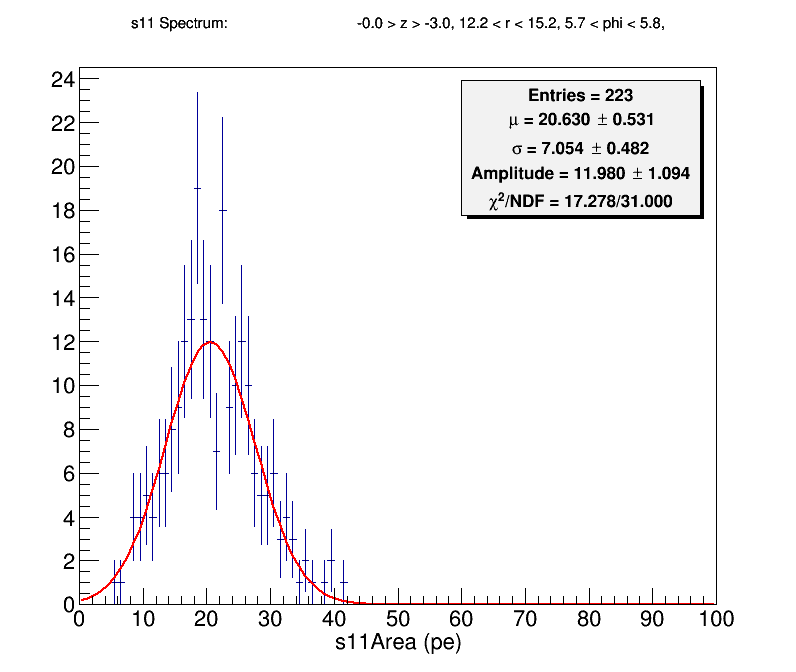 s11 Spectrum: -0.0 > z > -3.0, 12.2 < r < 15.2, 5.7 < phi < 5.8,
Entries = 223
μ = 20.630 ± 0.531
σ = 7.054 ± 0.482
Amplitude = 11.980 ± 1.094
χ²/NDF = 17.278/31.000
24
22
20
18
16
14
12
10
8
6
4
2
0
0 10 20 30 40 50 60 70 80 90 100
s11Area (pe)